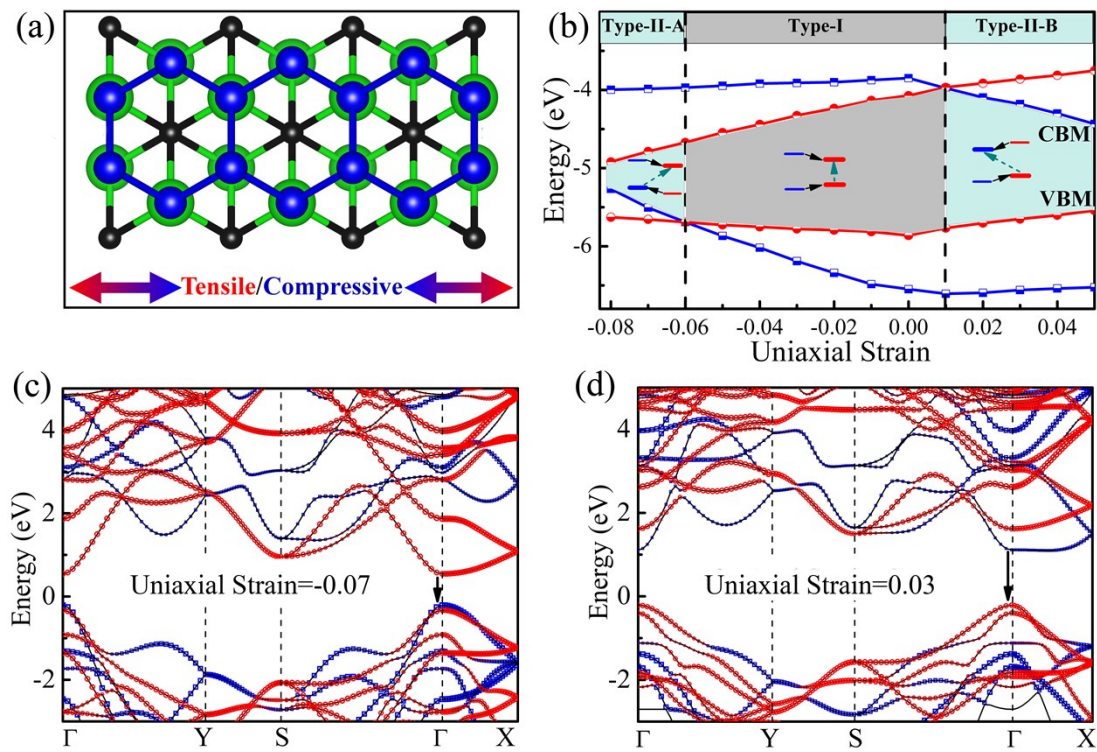 (a)
Tensile/Compressive
(b)
Type-II-A
Type-I
Type-II-B
Energy (eV)
-4
-5
-6
CBM
VBM
-0.08
-0.06
-0.04
-0.02
0.00
0.02
0.04
Uniaxial Strain
(c)
Energy (eV)
4
2
0
-2
Uniaxial Strain=-0.07
Γ
Y
S
Γ
X
(d)
Energy (eV)
4
2
0
-2
Uniaxial Strain=0.03
Γ
Y
S
Γ
X